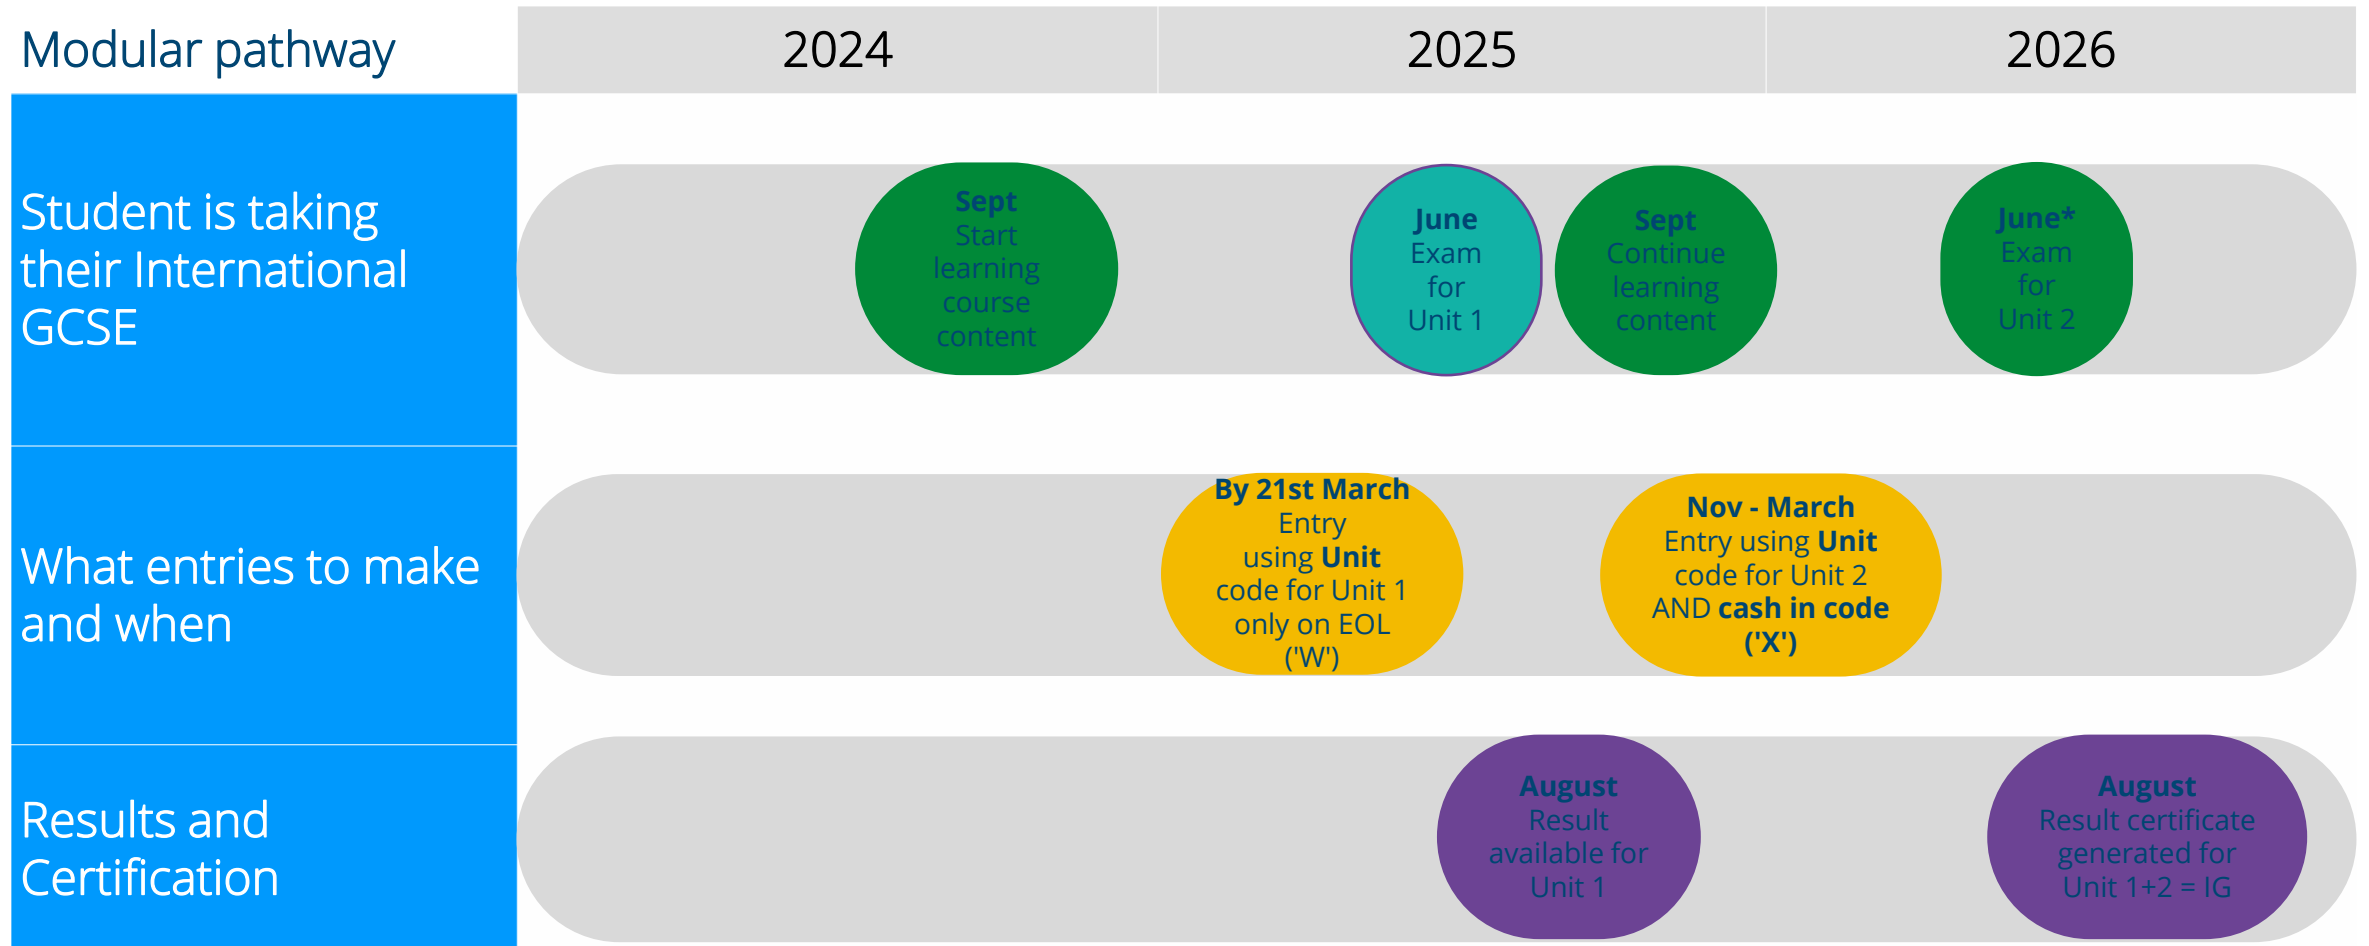 Modular pathway
2024
2025
2026
Student is taking
their International
GCSE
Sept
Start
learning
course
content
June
Exam
for
Unit 1
Sept
Continue
learning
content
June*
Exam
for
Unit 2
What entries to make
and when
By 21st March
Entry
using Unit
code for Unit 1
only on EOL
('W')
Nov - March
Entry using Unit
code for Unit 2
AND cash in code
('X')
Results and
Certification
August
Result
available for
Unit 1
August
Result certificate
generated for
Unit 1+2 = IG